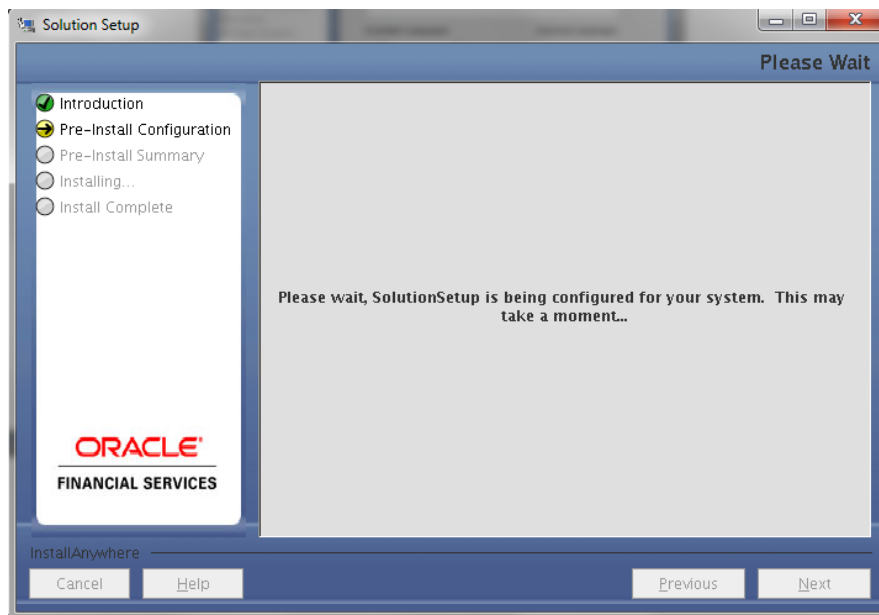 Solution Setup
Please Wait
Introduction
Pre-Install Configuration
Pre-Install Summary
Installing...
Install Complete
Please wait, SolutionSetup is being configured for your system. This may
take a moment...
ORACLE'
FINANCIAL SERVICES
InstallAnywhere
Cancel
Help
Previous
Next